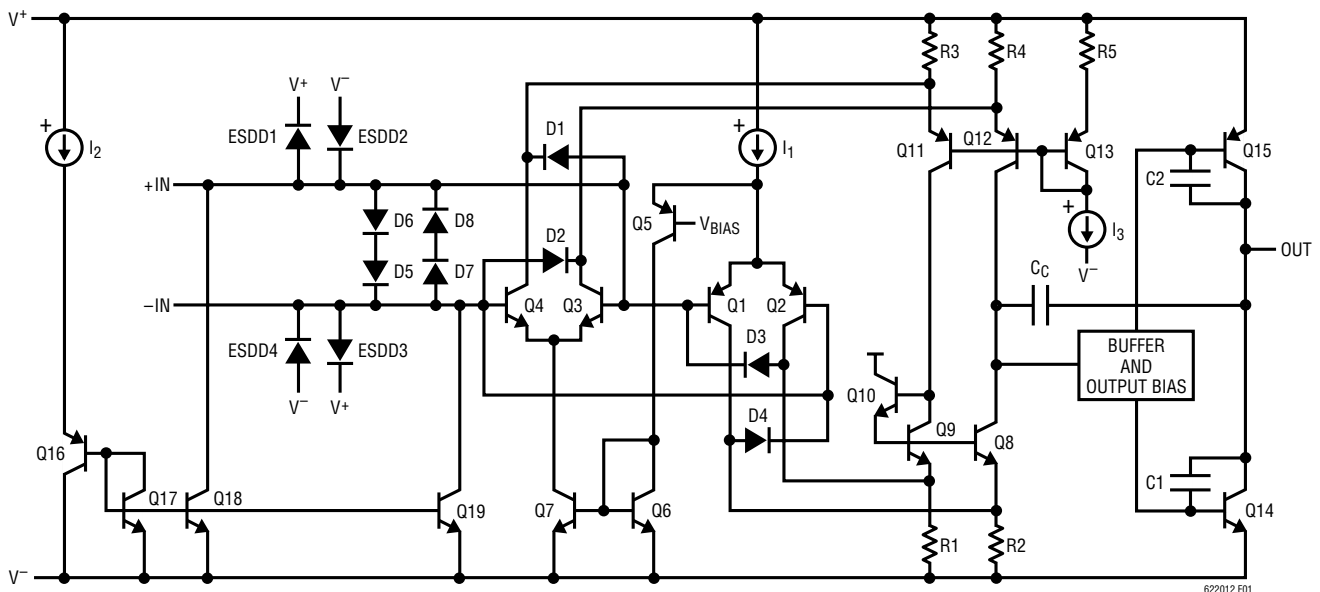 V+
R3
R4
R5
V+
V−
+
I2
ESDD1
ESDD2
D1
+
I1
Q11
Q12
Q13
Q15
C2
+IN
D6
D8
Q5
VBIAS
+
I3
OUT
D2
V−
D5
D7
CC
−IN
Q4
Q3
Q1
Q2
ESDD4
ESDD3
D3
BUFFER
AND
OUTPUT BIAS
V−
V+
Q10
D4
Q9
Q8
Q16
C1
Q17
Q18
Q19
Q7
Q6
Q14
R1
R2
V−
622012 F01